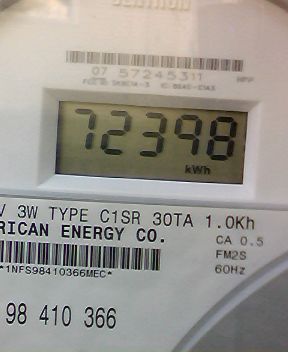 CENTRON
07 57245311
72398
kWh
V 3W TYPE C1SR 30TA 1.0Kh
RICAN ENERGY CO.
CA 0.5
FM2S
60Hz
*1NFS98410366MEC*
98 410 366